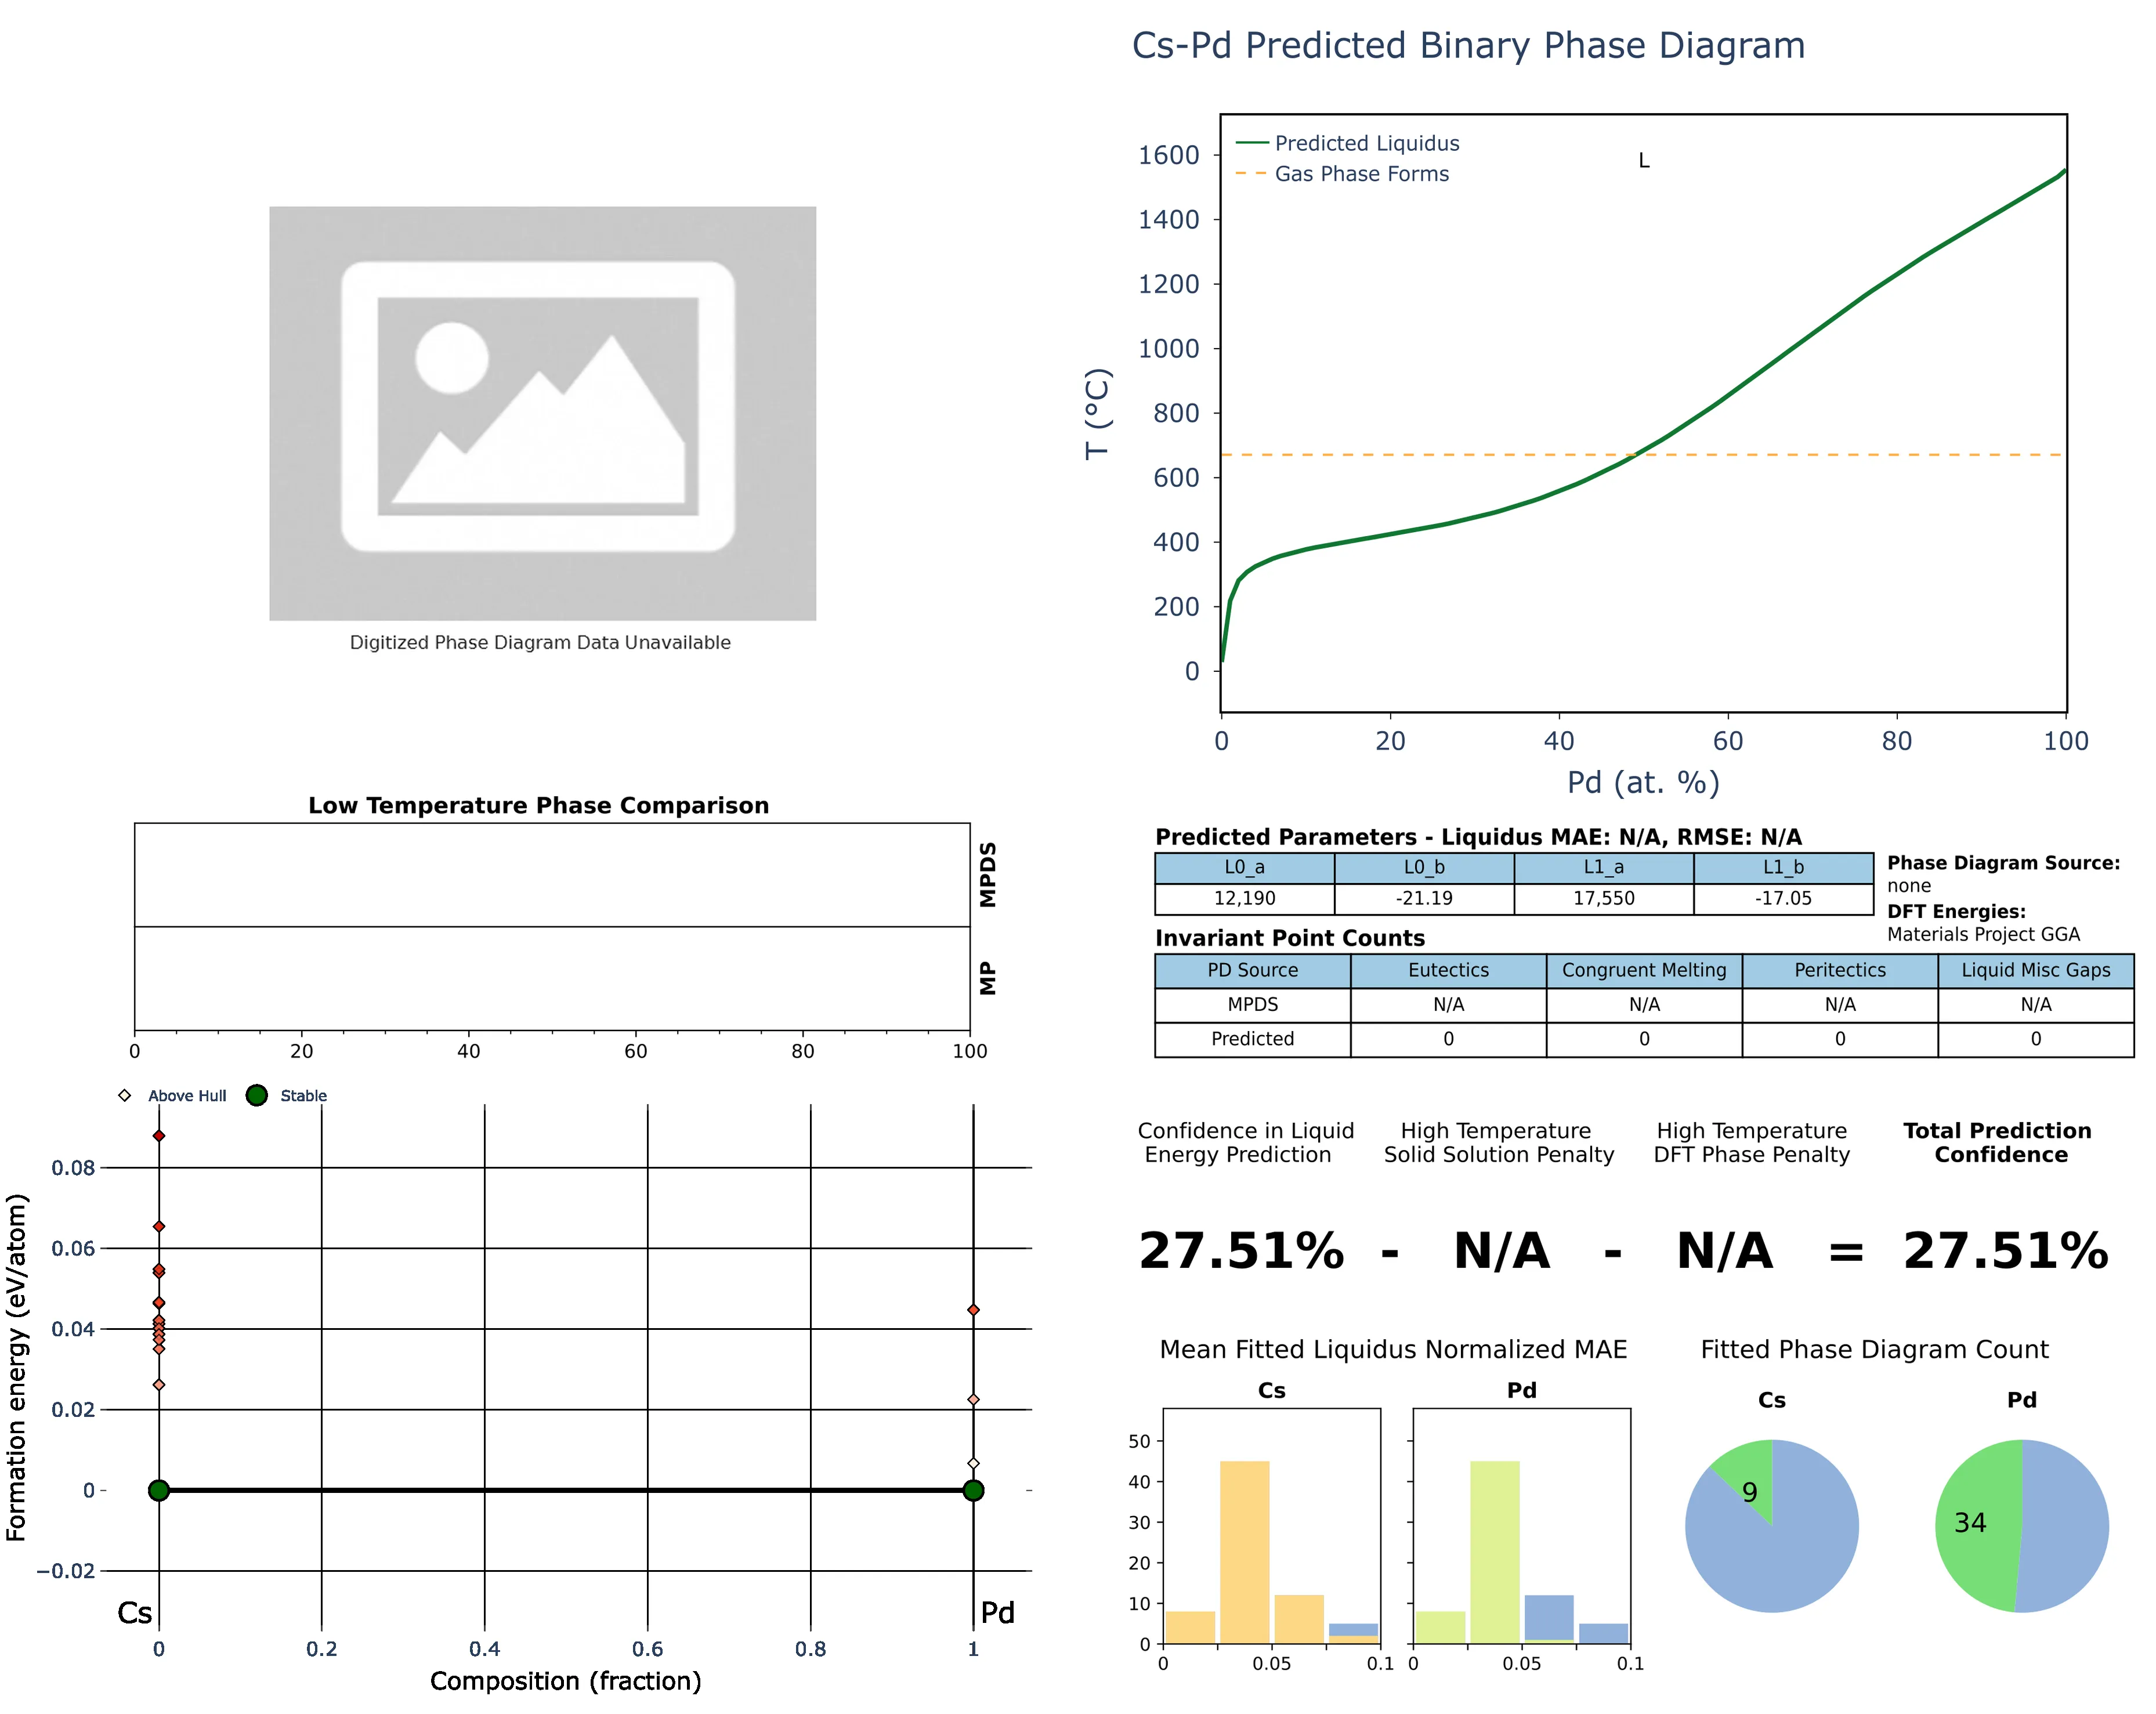 Cs-Pd Predicted Binary Phase Diagram
Digitized Phase Diagram Data Unavailable
Predicted Liquidus
Gas Phase Forms
L
T (°C)
1600
1400
1200
1000
800
600
400
200
0
0 20 40 60 80 100
Pd (at. %)
Low Temperature Phase Comparison
MPDS
MP
0 20 40 60 80 100
Predicted Parameters - Liquidus MAE: N/A, RMSE: N/A
L0_a L0_b L1_a L1_b
12,190 -21.19 17,550 -17.05
Phase Diagram Source:
none
DFT Energies:
Materials Project GGA
Invariant Point Counts
PD Source Eutectics Congruent Melting Peritectics Liquid Misc Gaps
MPDS N/A N/A N/A N/A
Predicted 0 0 0 0
Above Hull Stable
Formation energy (eV/atom)
0.08
0.06
0.04
0.02
0
−0.02
Cs Pd
0 0.2 0.4 0.6 0.8 1
Composition (fraction)
Confidence in Liquid
Energy Prediction
High Temperature
Solid Solution Penalty
High Temperature
DFT Phase Penalty
Total Prediction
Confidence
27.51% - N/A - N/A = 27.51%
Mean Fitted Liquidus Normalized MAE
Cs Pd
50
40
30
20
10
0
0 0.05 0.1 0 0.05 0.1
Fitted Phase Diagram Count
Cs Pd
9 34